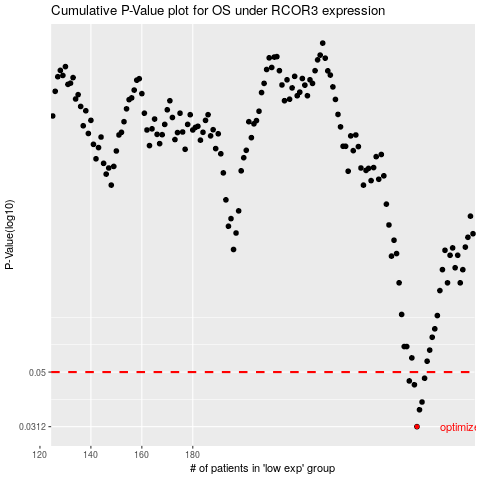 Cumulative P-Value plot for OS under RCOR3 expression
P-Value(log10)
0.05
0.0312
optimize
120 140 160 180
# of patients in 'low exp' group